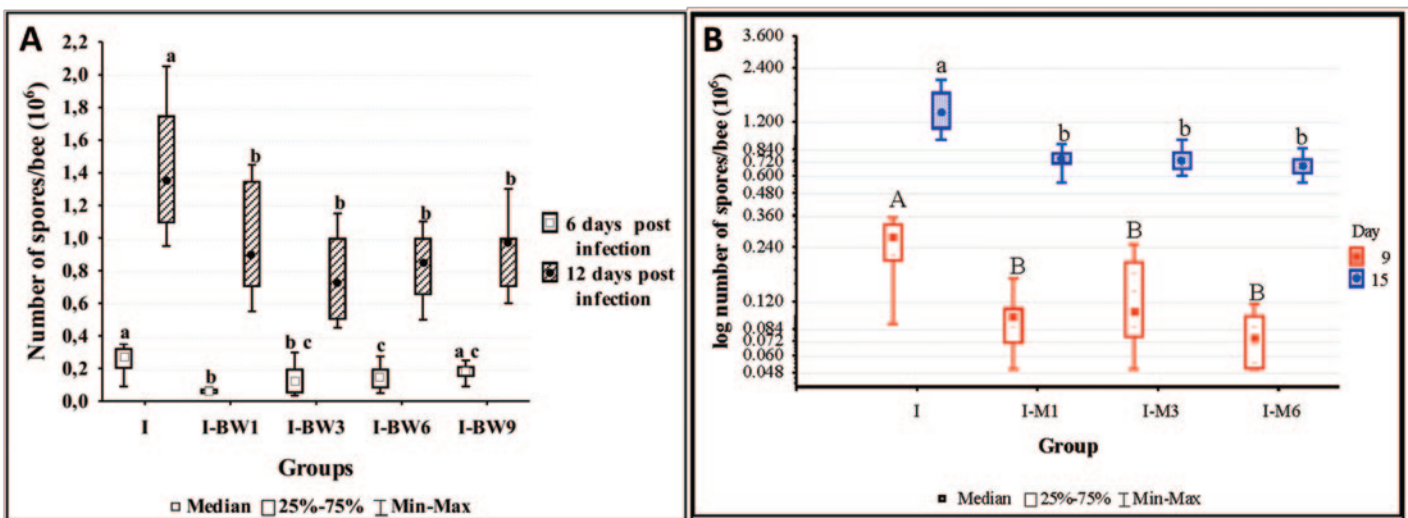 A
Number of spores/bee (10⁶)
2,2
2,0
1,8
1,6
1,4
1,2
1,0
0,8
0,6
0,4
0,2
0,0
a
b
b
b
b
a
b
b c
c
a c
I I-BW1 I-BW3 I-BW6 I-BW9
Groups
6 days post
infection
12 days post
infection
Median 25%-75% Min-Max
B
log number of spores/bee (10⁶)
3.600
2.400
1.200
0.840
0.720
0.600
0.480
0.360
0.240
0.120
0.084
0.072
0.060
0.048
a
b
b
b
A
B
B
B
I I-M1 I-M3 I-M6
Group
Day
9
15
Median 25%-75% Min-Max